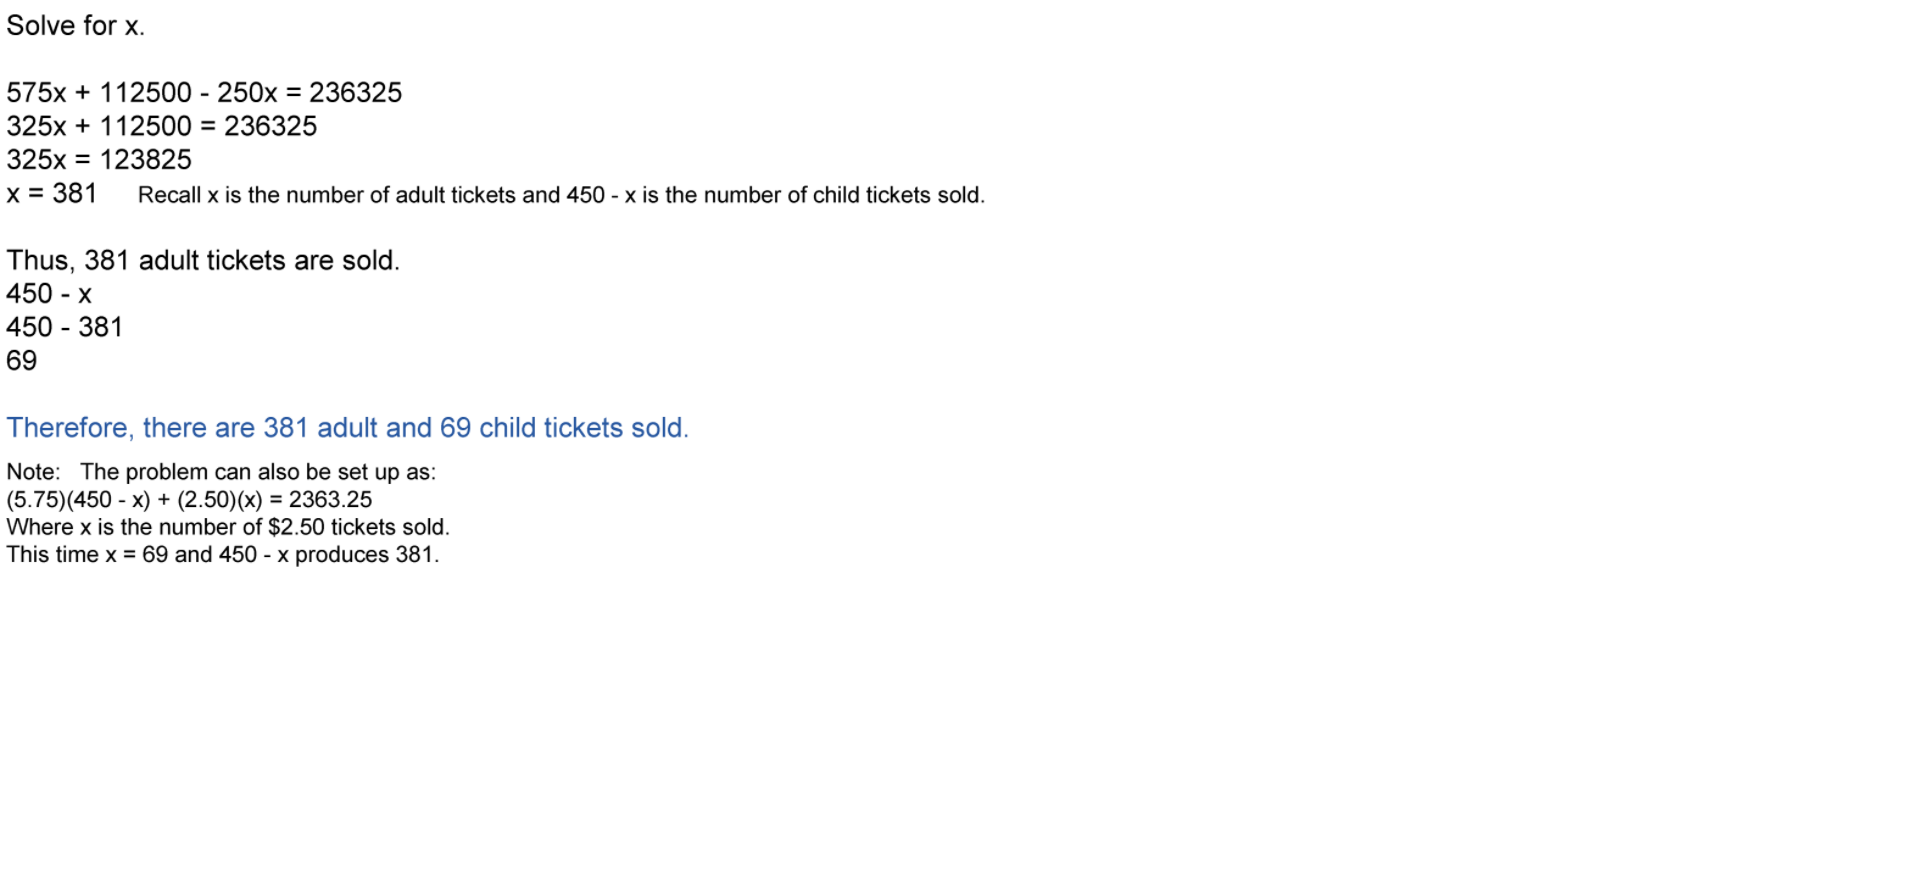 Solve for x.
575x + 112500 - 250x = 236325
325x + 112500 = 236325
325x = 123825
x = 381 Recall x is the number of adult tickets and 450 - x is the number of child tickets sold.
Thus, 381 adult tickets are sold.
450 - x
450 - 381
69
Therefore, there are 381 adult and 69 child tickets sold.
Note: The problem can also be set up as:
(5.75)(450 - x) + (2.50)(x) = 2363.25
Where x is the number of $2.50 tickets sold.
This time x = 69 and 450 - x produces 381.